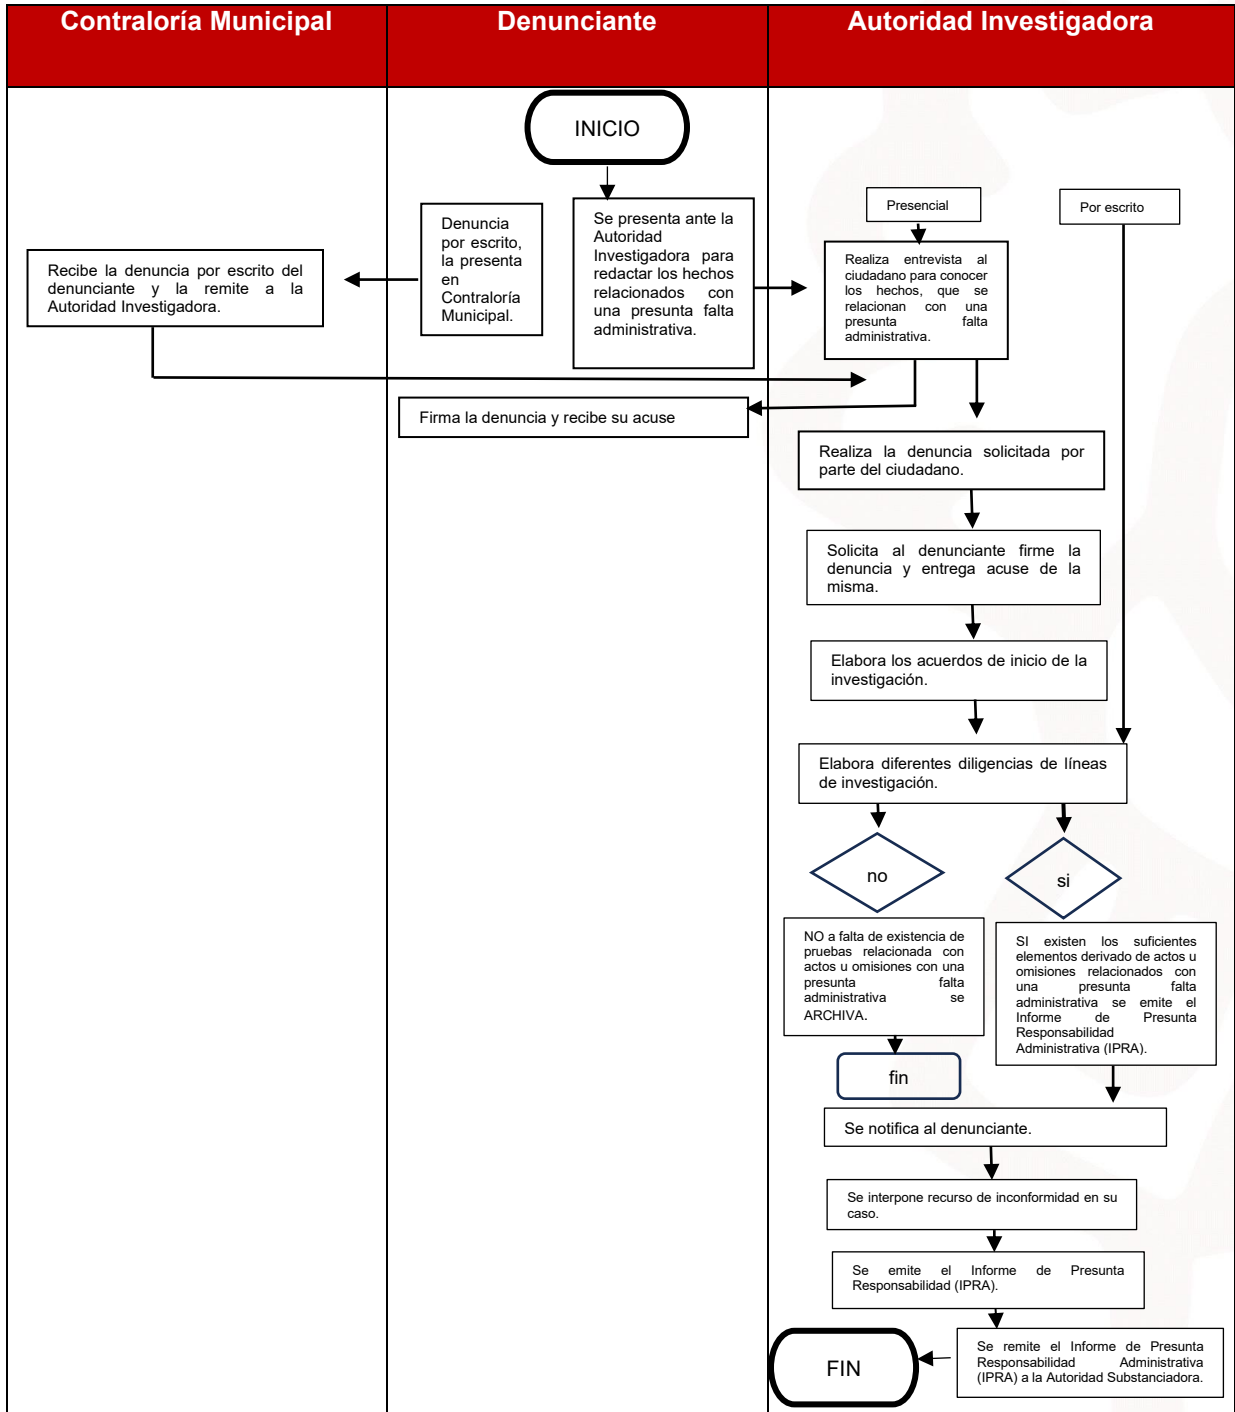 Contraloría Municipal
Denunciante
Autoridad Investigadora
INICIO
Presencial
Por escrito
Denuncia
por escrito,
la presenta
en
Contraloría
Municipal.
Se presenta ante la
Autoridad
Investigadora para
redactar los hechos
relacionados con
una presunta falta
administrativa.
Recibe la denuncia por escrito del
denunciante y la remite a la
Autoridad Investigadora.
Realiza entrevista al
ciudadano para conocer
los hechos, que se
relacionan con una
presunta falta
administrativa.
Firma la denuncia y recibe su acuse
Realiza la denuncia solicitada por
parte del ciudadano.
Solicita al denunciante firme la
denuncia y entrega acuse de la
misma.
Elabora los acuerdos de inicio de la
investigación.
Elabora diferentes diligencias de líneas
de investigación.
no
si
NO a falta de existencia de
pruebas relacionada con
actos u omisiones con una
presunta falta
administrativa se
ARCHIVA.
SI existen los suficientes
elementos derivado de actos u
omisiones relacionados con
una presunta falta
administrativa se emite el
Informe de Presunta
Responsabilidad
Administrativa (IPRA).
fin
Se notifica al denunciante.
Se interpone recurso de inconformidad en su
caso.
Se emite el Informe de Presunta
Responsabilidad (IPRA).
Se remite el Informe de Presunta
Responsabilidad Administrativa
(IPRA) a la Autoridad Substanciadora.
FIN